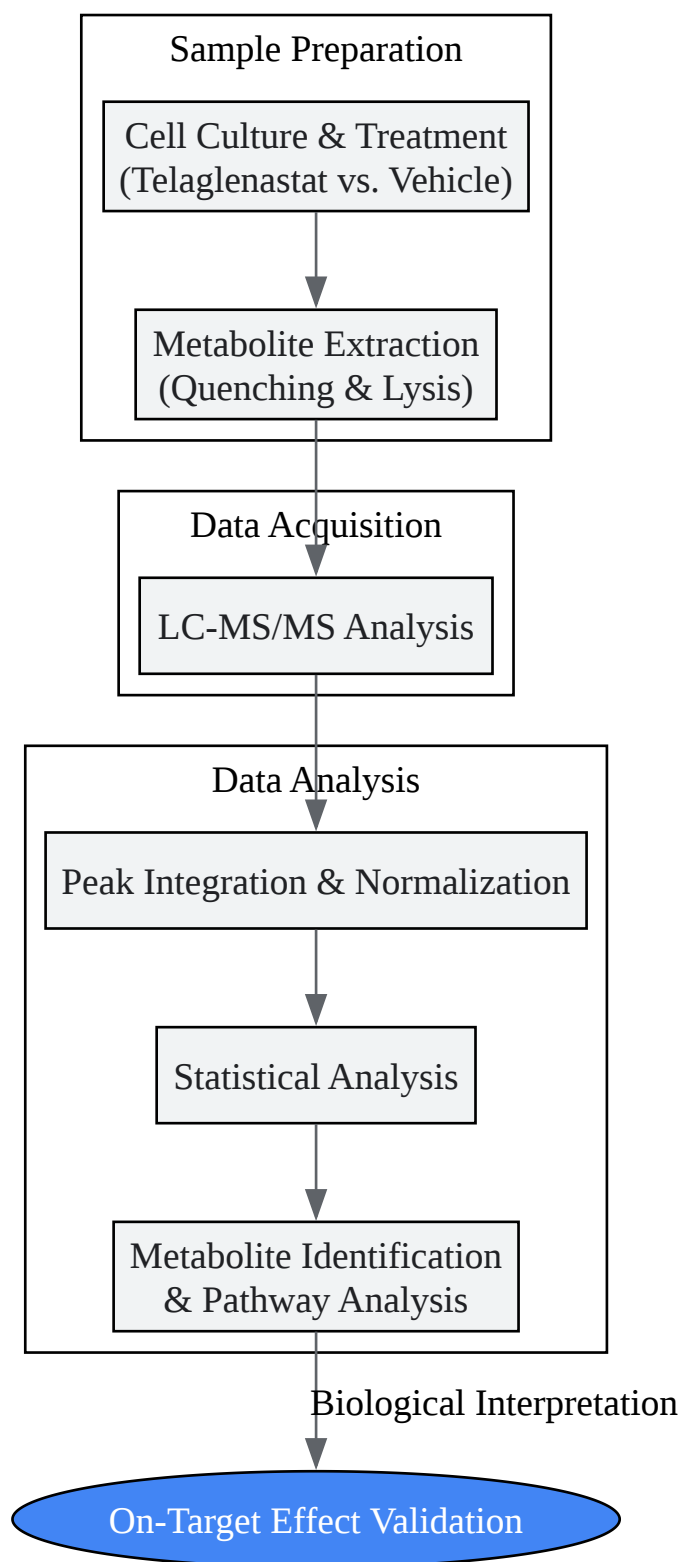 Sample Preparation
Cell Culture & Treatment
(Telaglenastat vs. Vehicle)
Metabolite Extraction
(Quenching & Lysis)
Data Acquisition
LC-MS/MS Analysis
Data Analysis
Peak Integration & Normalization
Statistical Analysis
Metabolite Identification
& Pathway Analysis
Biological Interpretation
On-Target Effect Validation